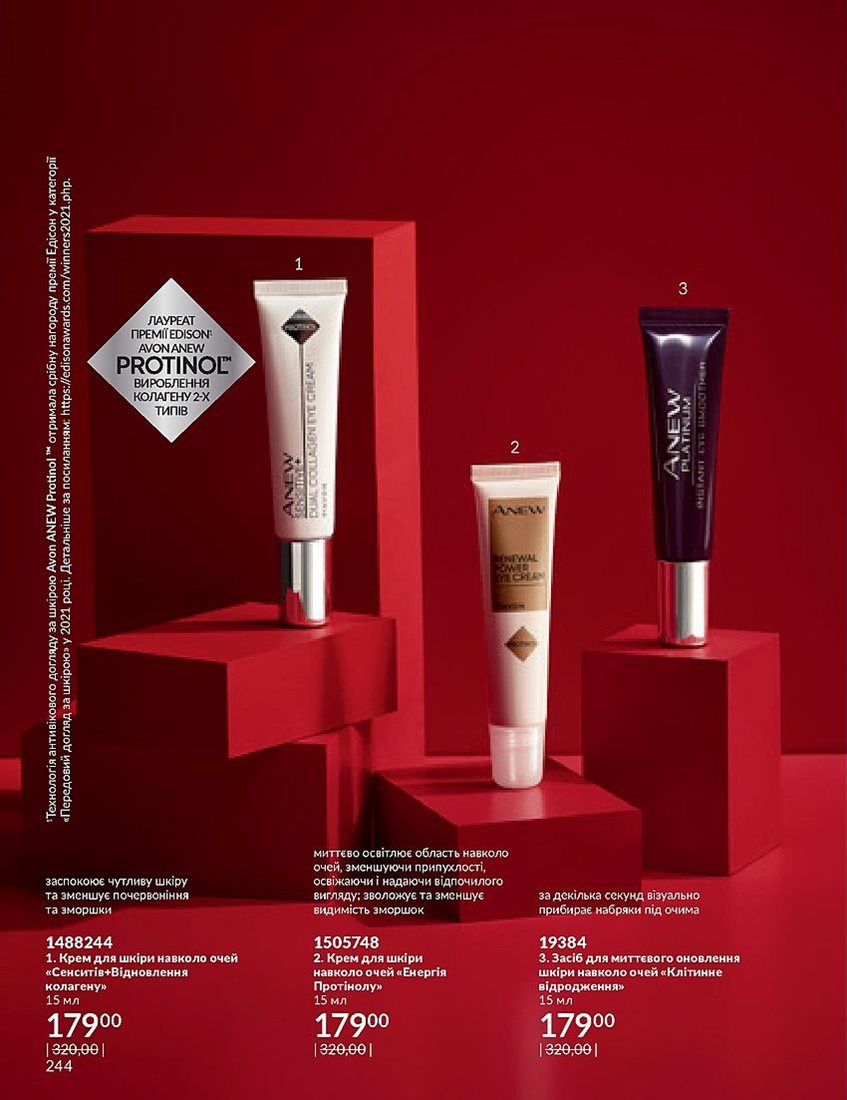 ¹Технологія антивікового догляду за шкірою Avon ANEW Protinol™ отримала срібну нагороду премії Едісон у категорії
«Передовий догляд за шкірою» у 2021 році. Детальніше за посиланням: https://edisonawards.com/winners2021.php.
ЛАУРЕАТ
ПРЕМІЇ EDISON¹
AVON ANEW
PROTINOL™
ВИРОБЛЕННЯ
КОЛАГЕНУ 2-Х
ТИПІВ
1
PROTINOL
ANEW
SENSITIVE+
DUAL COLLAGEN EYE CREAM
AVON
2
ANEW
RENEWAL
POWER
EYE CREAM
AVON
PROTINOL
3
ANEW
PLATINUM
INSTANT EYE SMOOTHER
заспокоює чутливу шкіру
та зменшує почервоніння
та зморшки
1488244
1. Крем для шкіри навколо очей
«Сенситів+Відновлення
колагену»
15 мл
17900
|320,00|
миттєво освітлює область навколо
очей, зменшуючи припухлості,
освіжаючи і надаючи відпочилого
вигляду; зволожує та зменшує
видимість зморшок
1505748
2. Крем для шкіри
навколо очей «Енергія
Протінолу»
15 мл
17900
|320,00|
за декілька секунд візуально
прибирає набряки під очима
19384
3. Засіб для миттєвого оновлення
шкіри навколо очей «Клітинне
відродження»
15 мл
17900
|320,00|
244